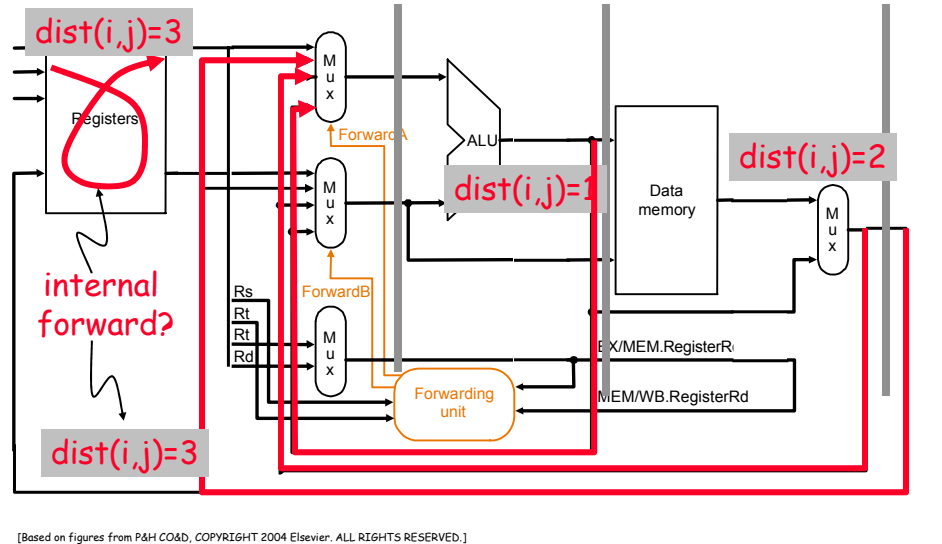 dist(i,j)=3
Registers
M
u
x
ForwardA
ALU
dist(i,j)=1
dist(i,j)=2
Data
memory
M
u
x
M
u
x
internal
forward?
ForwardB
Rs
Rt
Rt
Rd
M
u
x
EX/MEM.RegisterR
Forwarding
unit
MEM/WB.RegisterRd
dist(i,j)=3
[Based on figures from P&H CO&D, COPYRIGHT 2004 Elsevier. ALL RIGHTS RESERVED.]